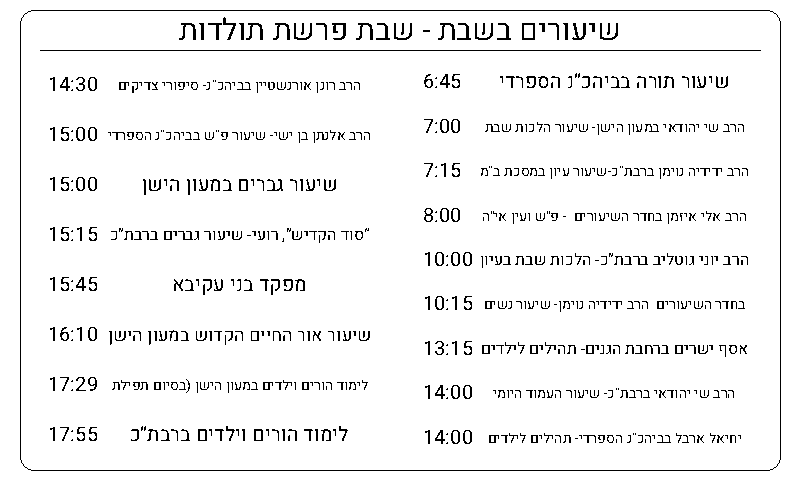 שיעורים בשבת - שבת פרשת תולדות
שיעור תורה בביהכ"נ הספרדי 6:45
הרב שי יהודאי במעון הישן- שיעור הלכות שבת 7:00
הרב ידידיה נוימן ברבת"כ-שיעור עיון במסכת ב"מ 7:15
הרב אלי איזמן בחדר השיעורים - פ"ש ועין אי"ה 8:00
הרב יוני גוטליב ברבת"כ- הלכות שבת בעיון 10:00
בחדר השיעורים הרב ידידיה נוימן- שיעור נשים 10:15
אסף ישרים ברחבת הגנים- תהילים לילדים 13:15
הרב שי יהודאי ברבת"כ- שיעור העמוד היומי 14:00
יחיאל ארבל בביהכ"נ הספרדי- תהילים לילדים 14:00
הרב רונן אורנשטיין בביהכ"נ- סיפורי צדיקים 14:30
הרב אלנתן בן ישי- שיעור פ"ש בביהכ"נ הספרדי 15:00
שיעור גברים במעון הישן 15:00
"סוד הקדיש", רועי- שיעור גברים ברבת"כ 15:15
מפקד בני עקיבא 15:45
שיעור אור החיים הקדוש במעון הישן 16:10
לימוד הורים וילדים במעון הישן (בסיום תפילת 17:29
לימוד הורים וילדים ברבת"כ 17:55